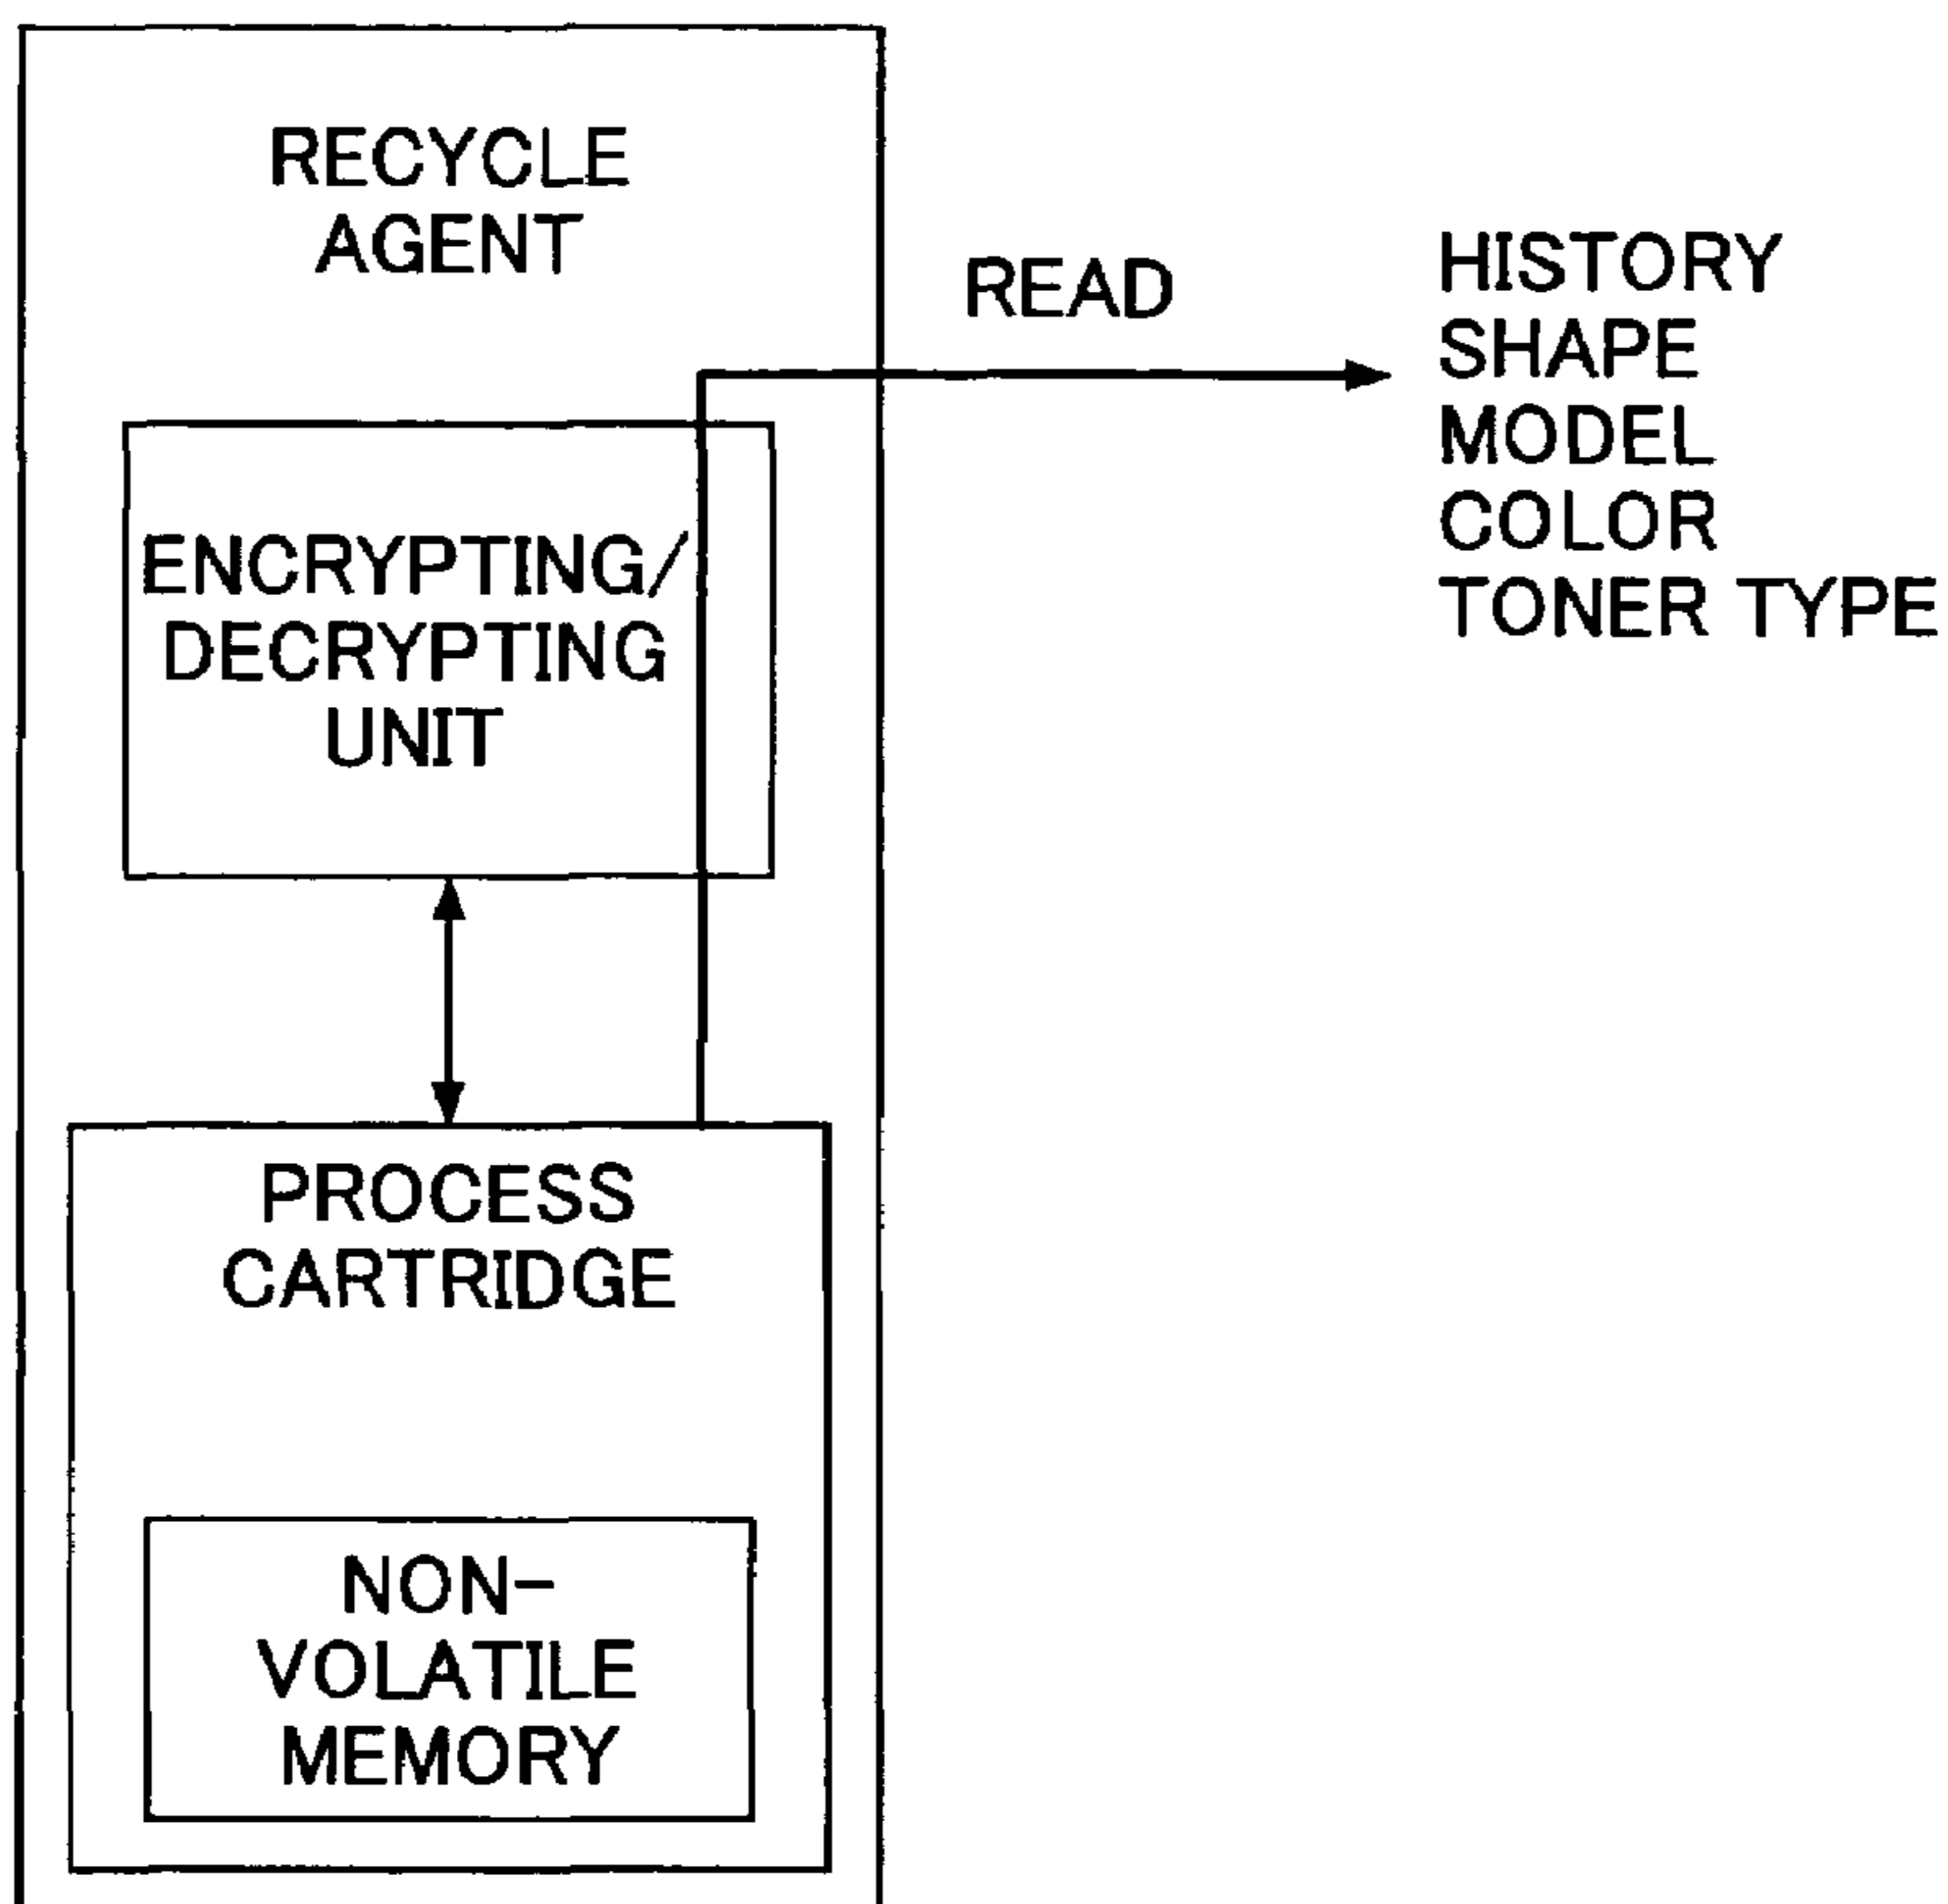 RECYCLE
AGENT
READ
HISTORY
SHAPE
MODEL
COLOR
TONER TYPE
ENCRYPTING/
DECRYPTING
UNIT
PROCESS
CARTRIDGE
NON-
VOLATILE
MEMORY